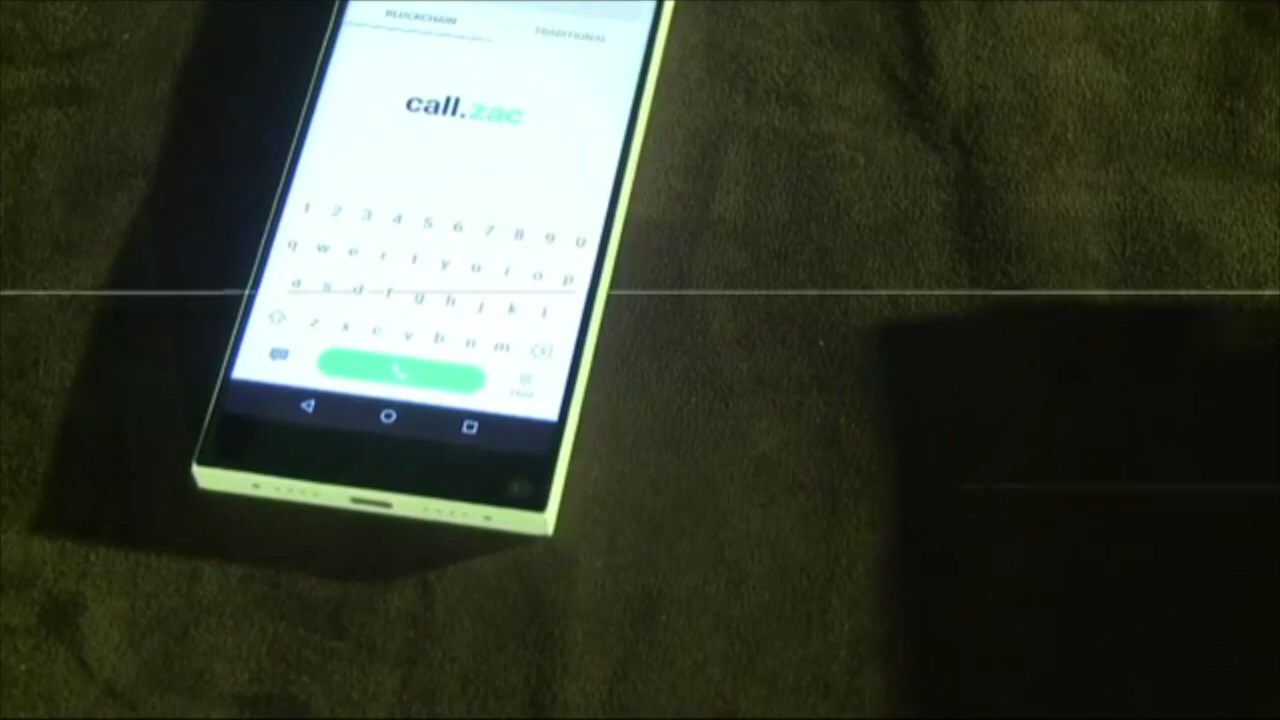 BLOCKCHAIN TRADITIONAL
call.zac
1 2 3 4 5 6 7 8 9 0
q w e r t y u i o p
a s d f g h j k l
z x c v b n m